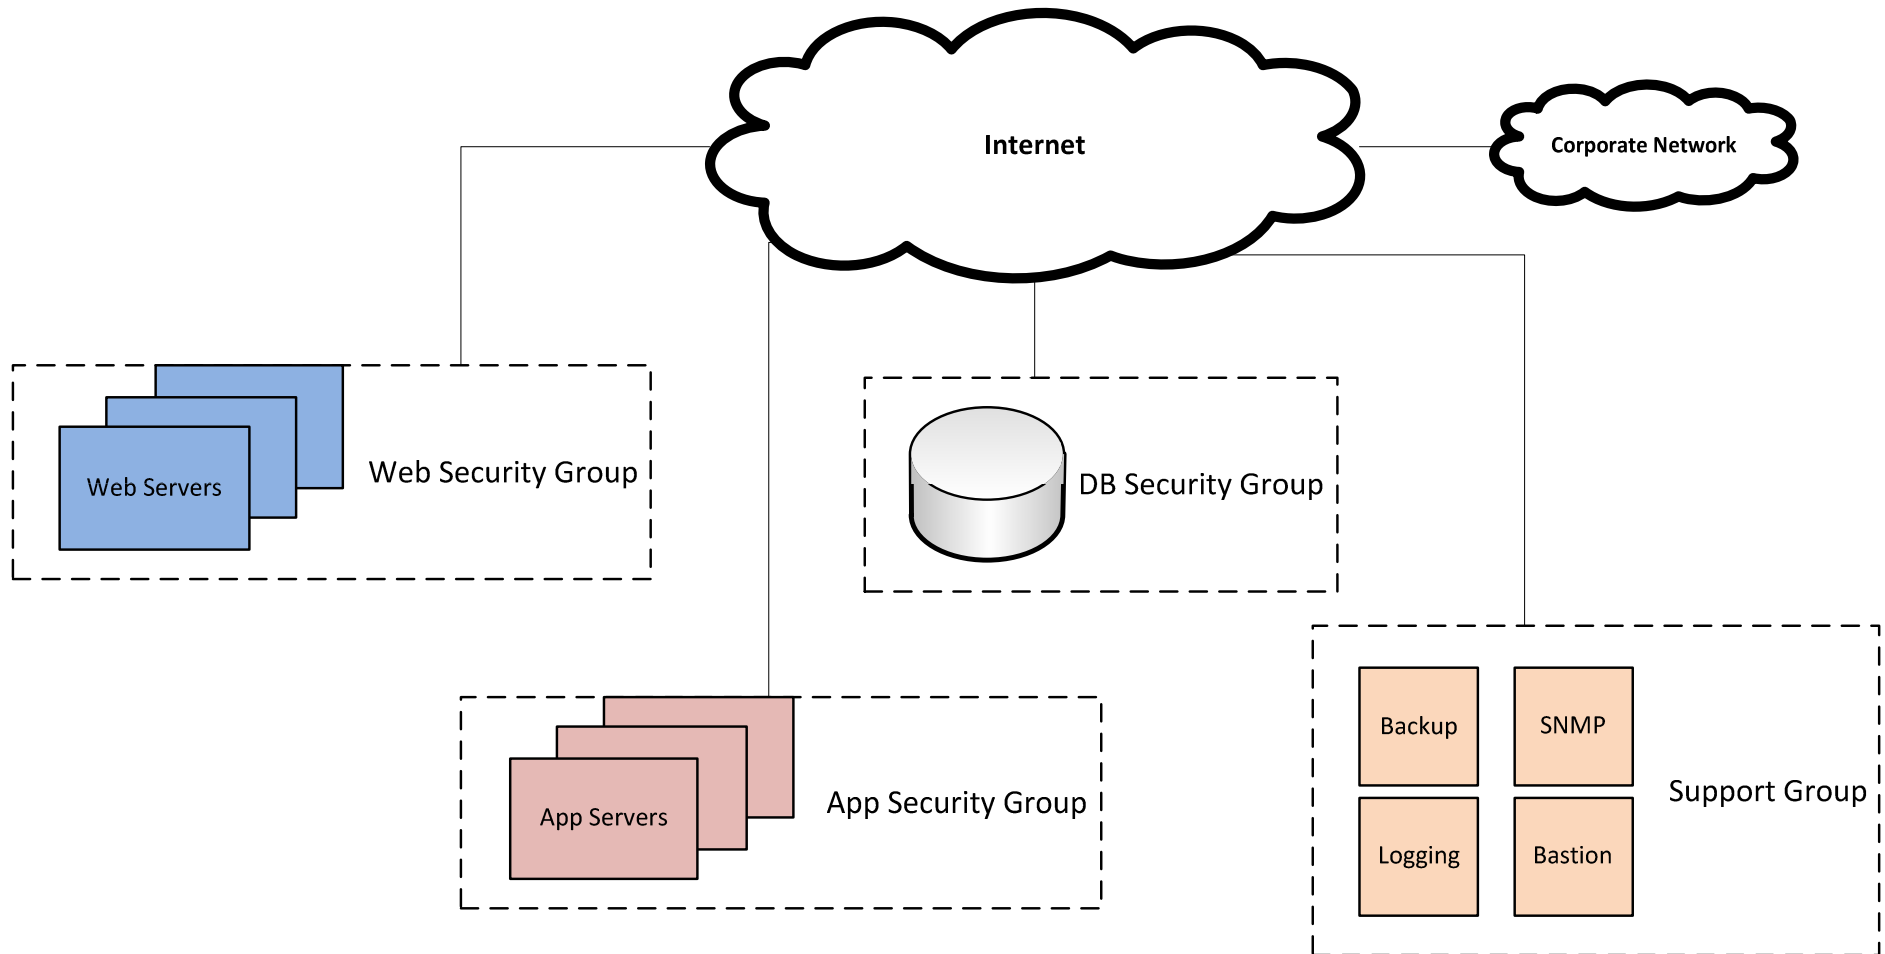 Internet
Corporate Network
Web Servers
Web Security Group
DB Security Group
App Servers
App Security Group
Backup
SNMP
Logging
Bastion
Support Group